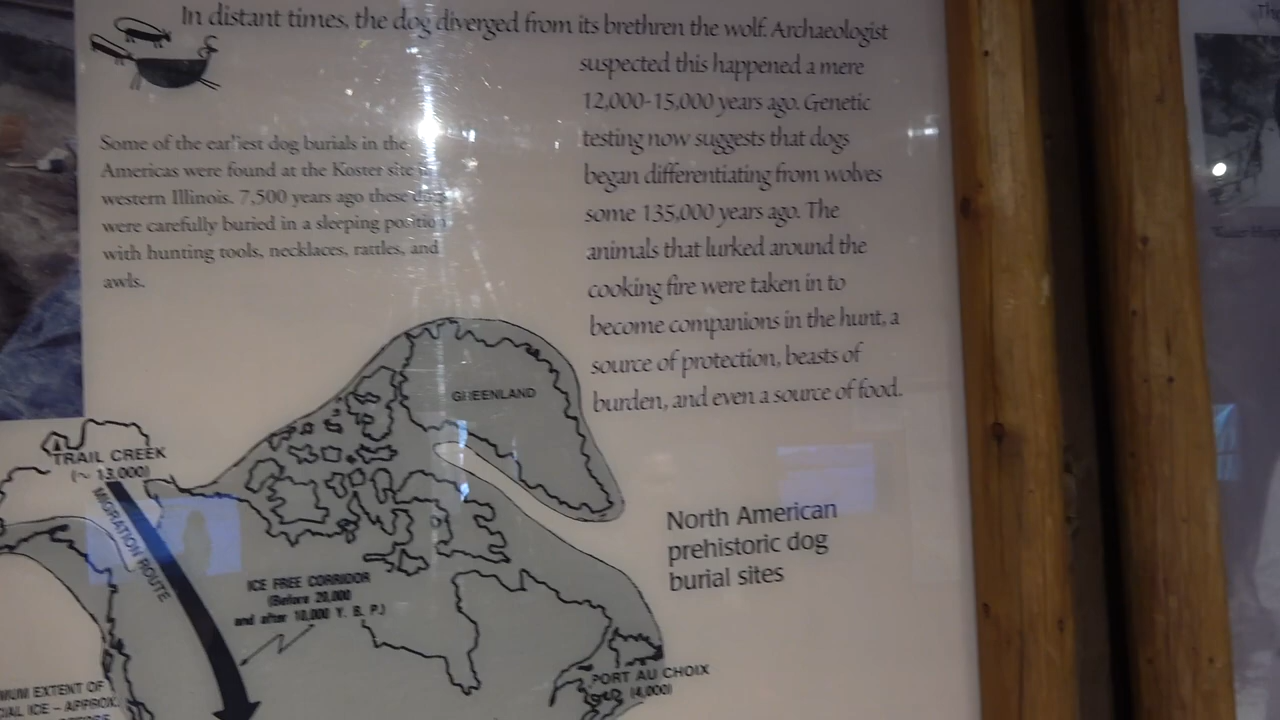 In distant times, the dog diverged from its brethren the wolf. Archaeologist
suspected this happened a mere
12,000-15,000 years ago. Genetic
testing now suggests that dogs
began differentiating from wolves
some 135,000 years ago. The
animals that lurked around the
cooking fire were taken in to
become companions in the hunt, a
source of protection, beasts of
burden, and even a source of food.
Some of the earliest dog burials in the
Americas were found at the Koster site
western Illinois. 7,500 years ago these
were carefully buried in a sleeping position
with hunting tools, necklaces, rattles, and
awls.
GREENLAND
TRAIL CREEK
(~ 13,000)
MIGRATION ROUTE
ICE FREE CORRIDOR
(Before 20,000
and after 10,000 Y. B. P.)
North American
prehistoric dog
burial sites
PORT AU CHOIX
(4,000)
EXTENT OF
ICE - APPROX.